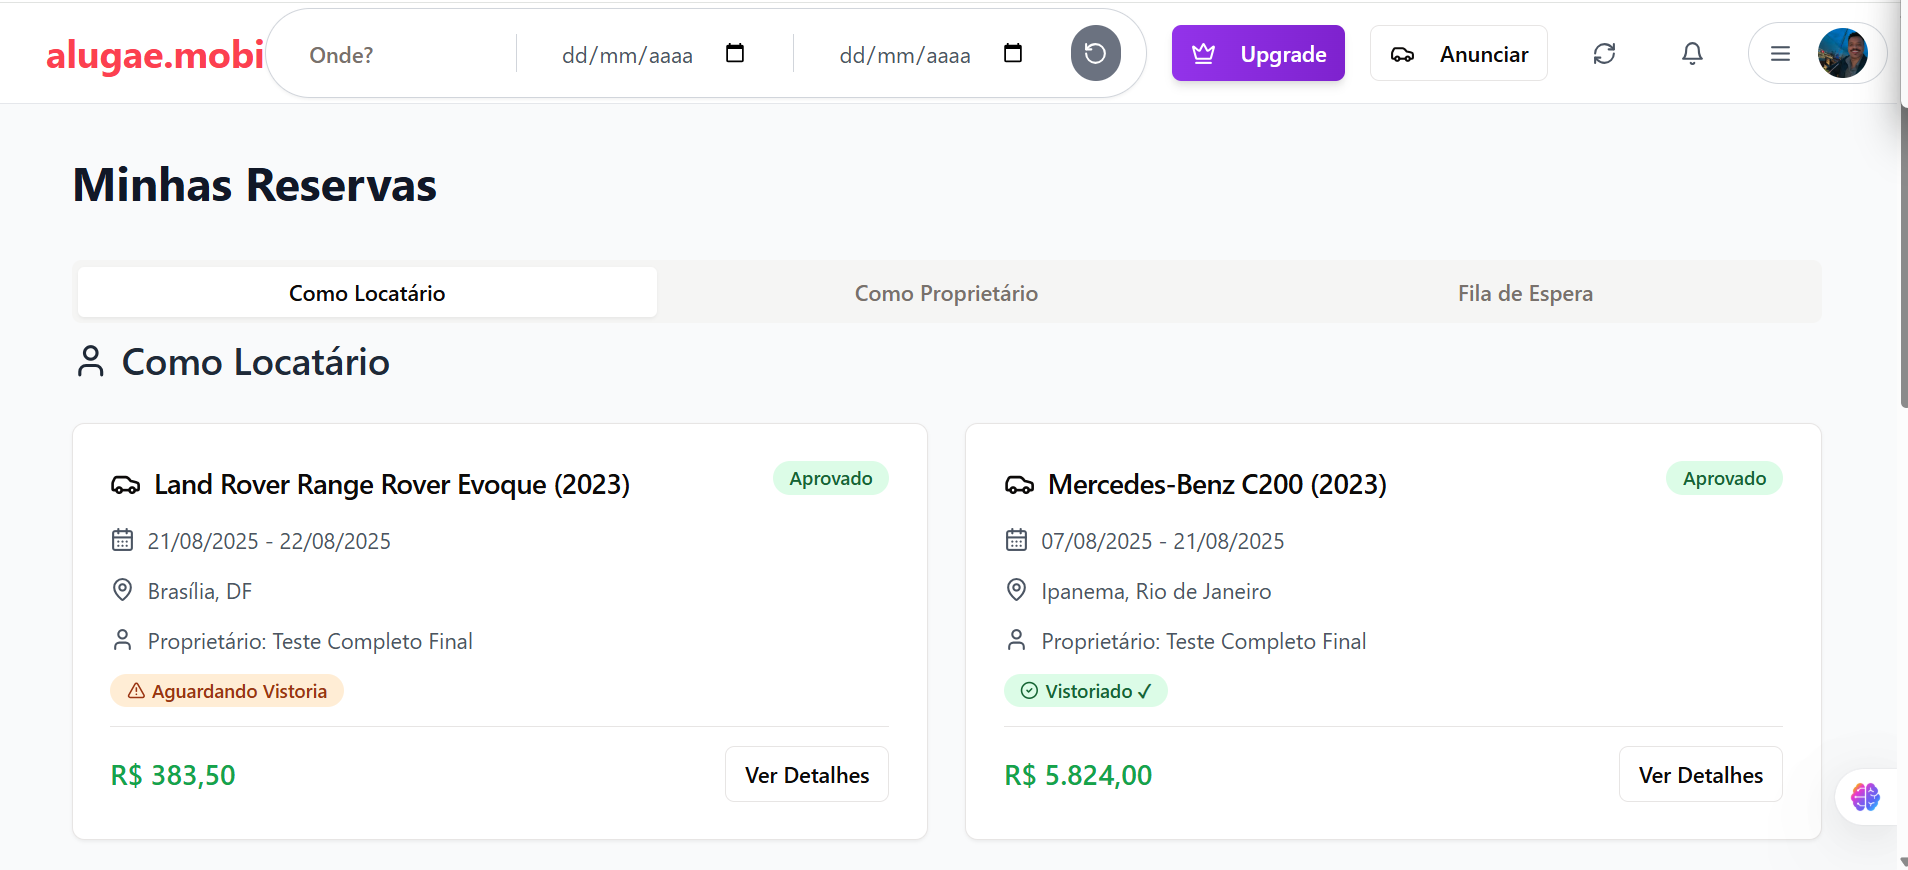 alugae.mobi Onde? dd/mm/aaaa dd/mm/aaaa Upgrade Anunciar
Minhas Reservas
Como Locatário Como Proprietário Fila de Espera
Como Locatário
Land Rover Range Rover Evoque (2023) Aprovado
21/08/2025 - 22/08/2025
Brasília, DF
Proprietário: Teste Completo Final
Aguardando Vistoria
R$ 383,50 Ver Detalhes
Mercedes-Benz C200 (2023) Aprovado
07/08/2025 - 21/08/2025
Ipanema, Rio de Janeiro
Proprietário: Teste Completo Final
Vistoriado ✓
R$ 5.824,00 Ver Detalhes